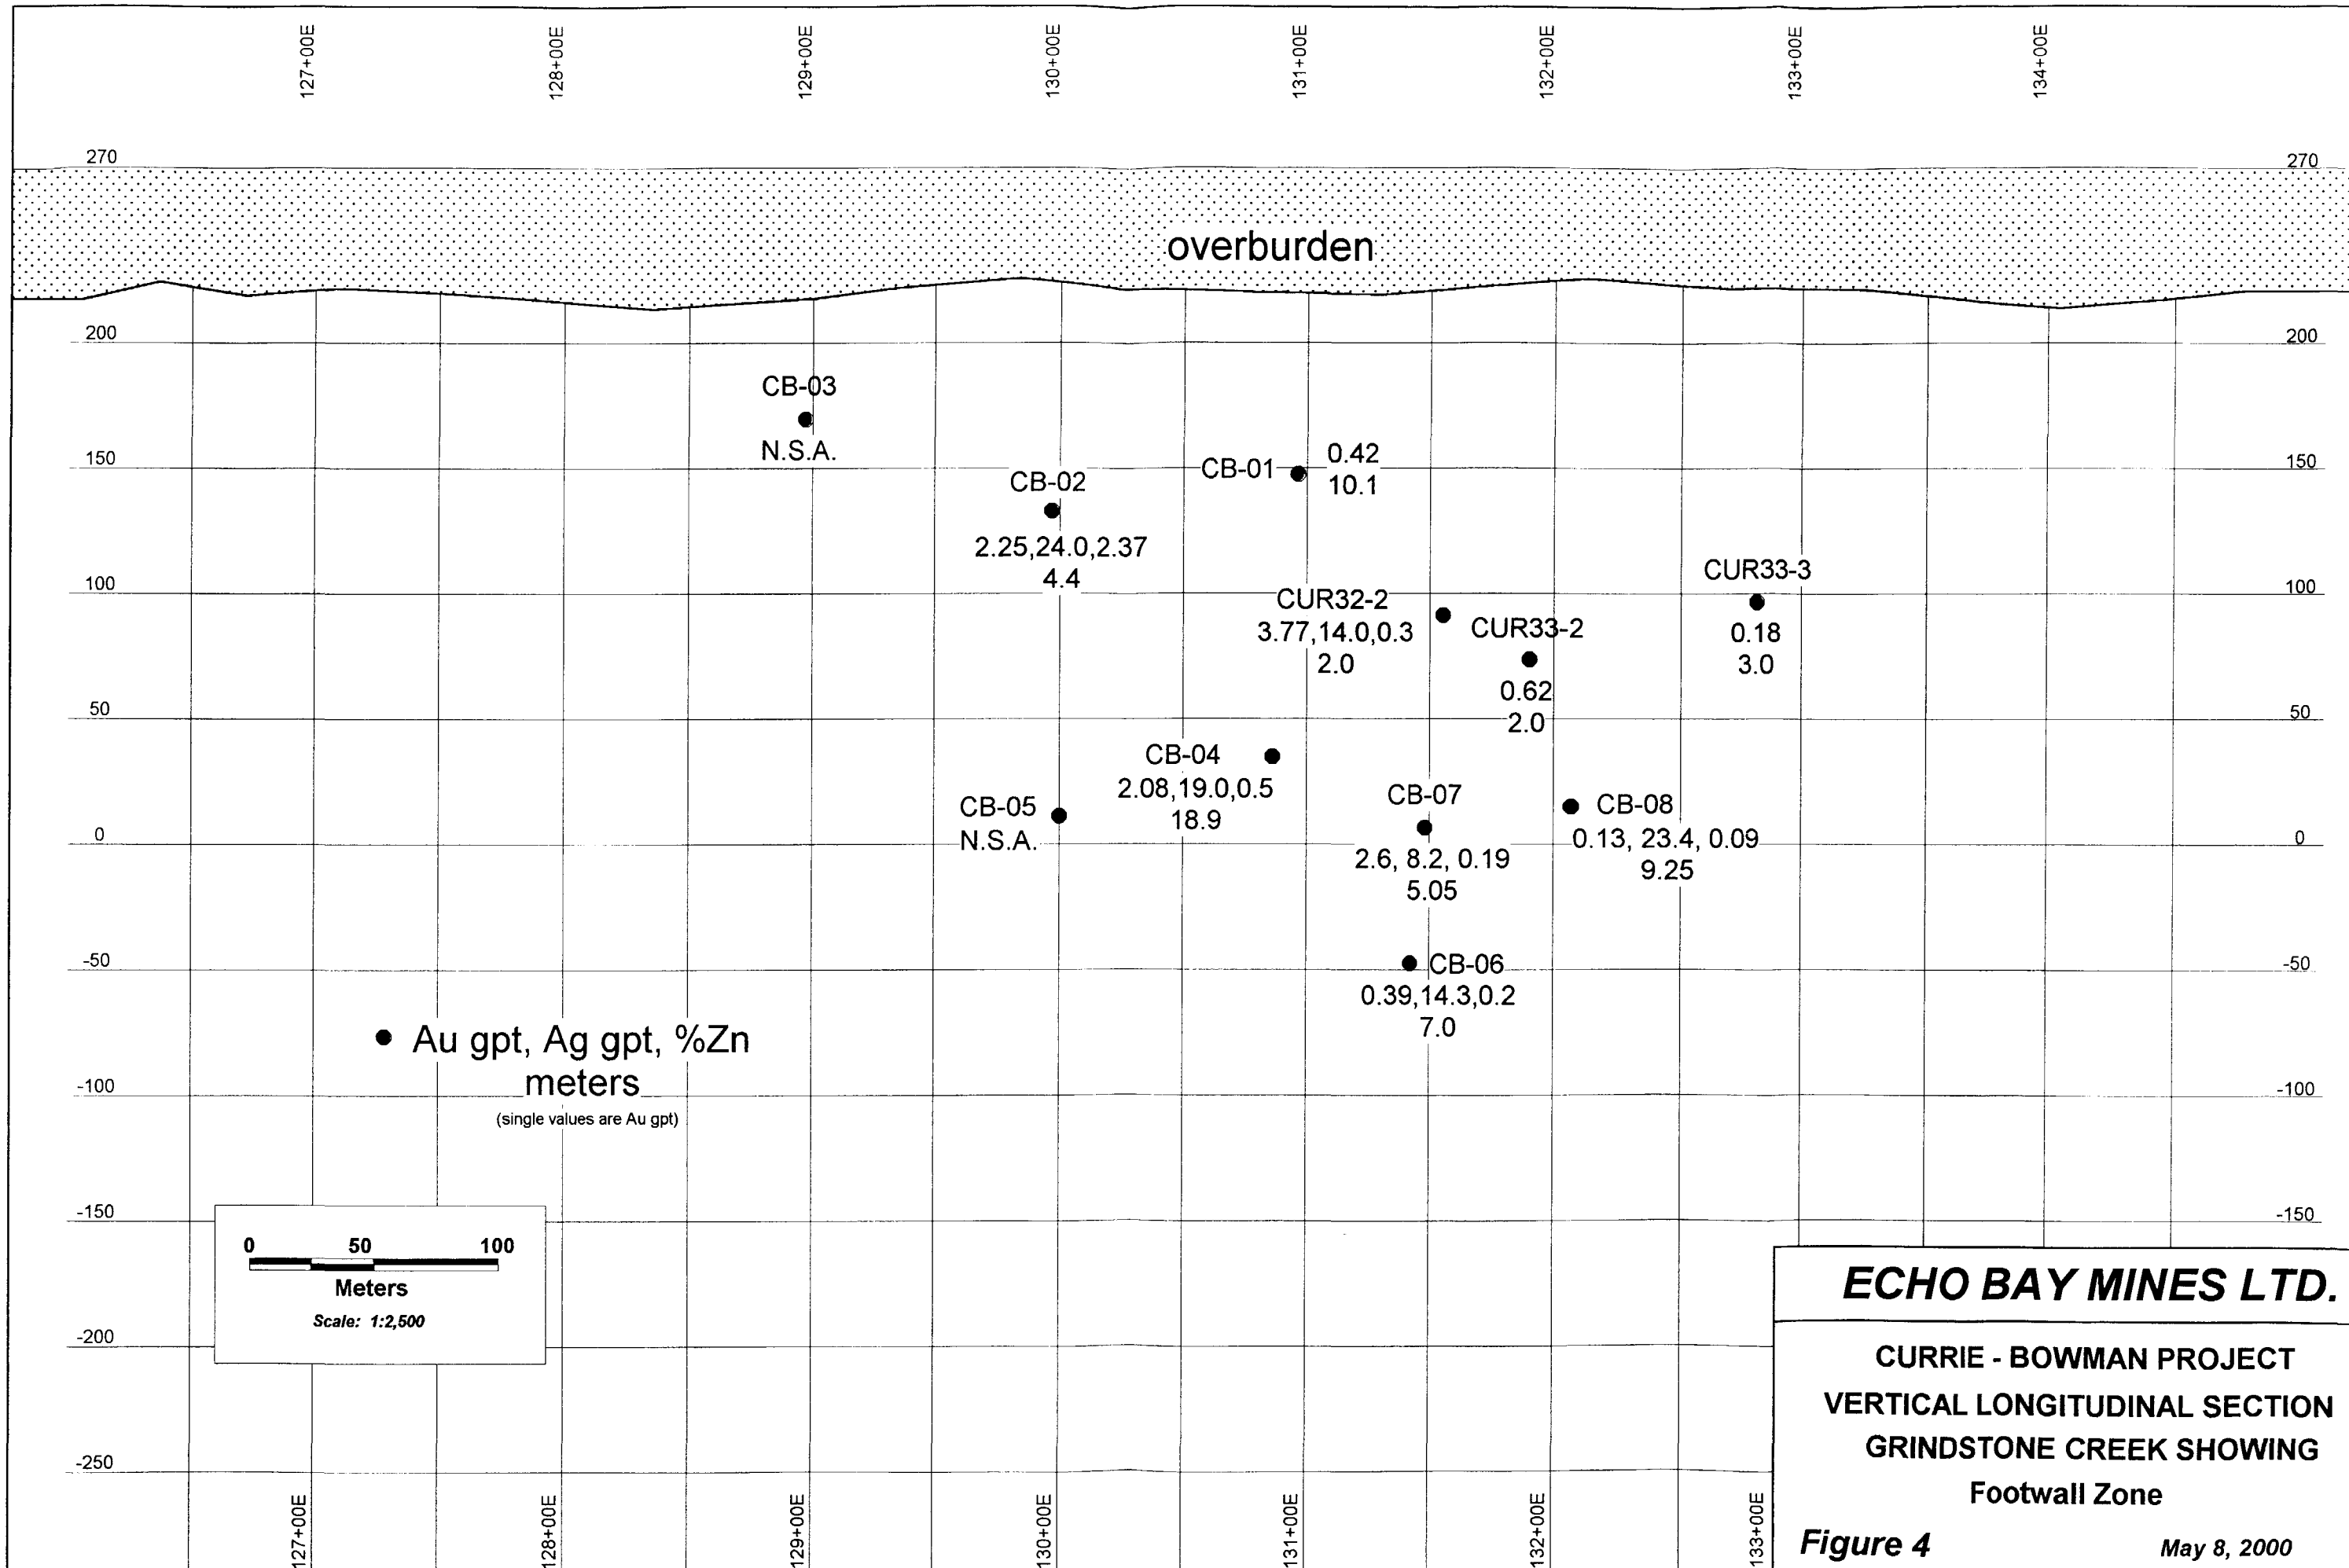 127+00E
128+00E
129+00E
130+00E
131+00E
132+00E
133+00E
134+00E
270
270
overburden
200
200
CB-03
N.S.A.
150
150
CB-01
0.42
10.1
CB-02
2.25,24.0,2.37
4.4
100
100
CUR33-3
0.18
3.0
CUR32-2
3.77,14.0,0.3
2.0
CUR33-2
0.62
2.0
50
50
CB-04
2.08,19.0,0.5
18.9
CB-05
N.S.A.
CB-07
2.6, 8.2, 0.19
5.05
CB-08
0.13, 23.4, 0.09
9.25
0
0
-50
-50
CB-06
0.39,14.3,0.2
7.0
Au gpt, Ag gpt, %Zn
meters
(single values are Au gpt)
-100
-100
-150
-150
0 50 100
Meters
Scale: 1:2,500
-200
-250
ECHO BAY MINES LTD.
CURRIE - BOWMAN PROJECT
VERTICAL LONGITUDINAL SECTION
GRINDSTONE CREEK SHOWING
Footwall Zone
Figure 4
May 8, 2000
127+00E
128+00E
129+00E
130+00E
131+00E
132+00E
133+00E